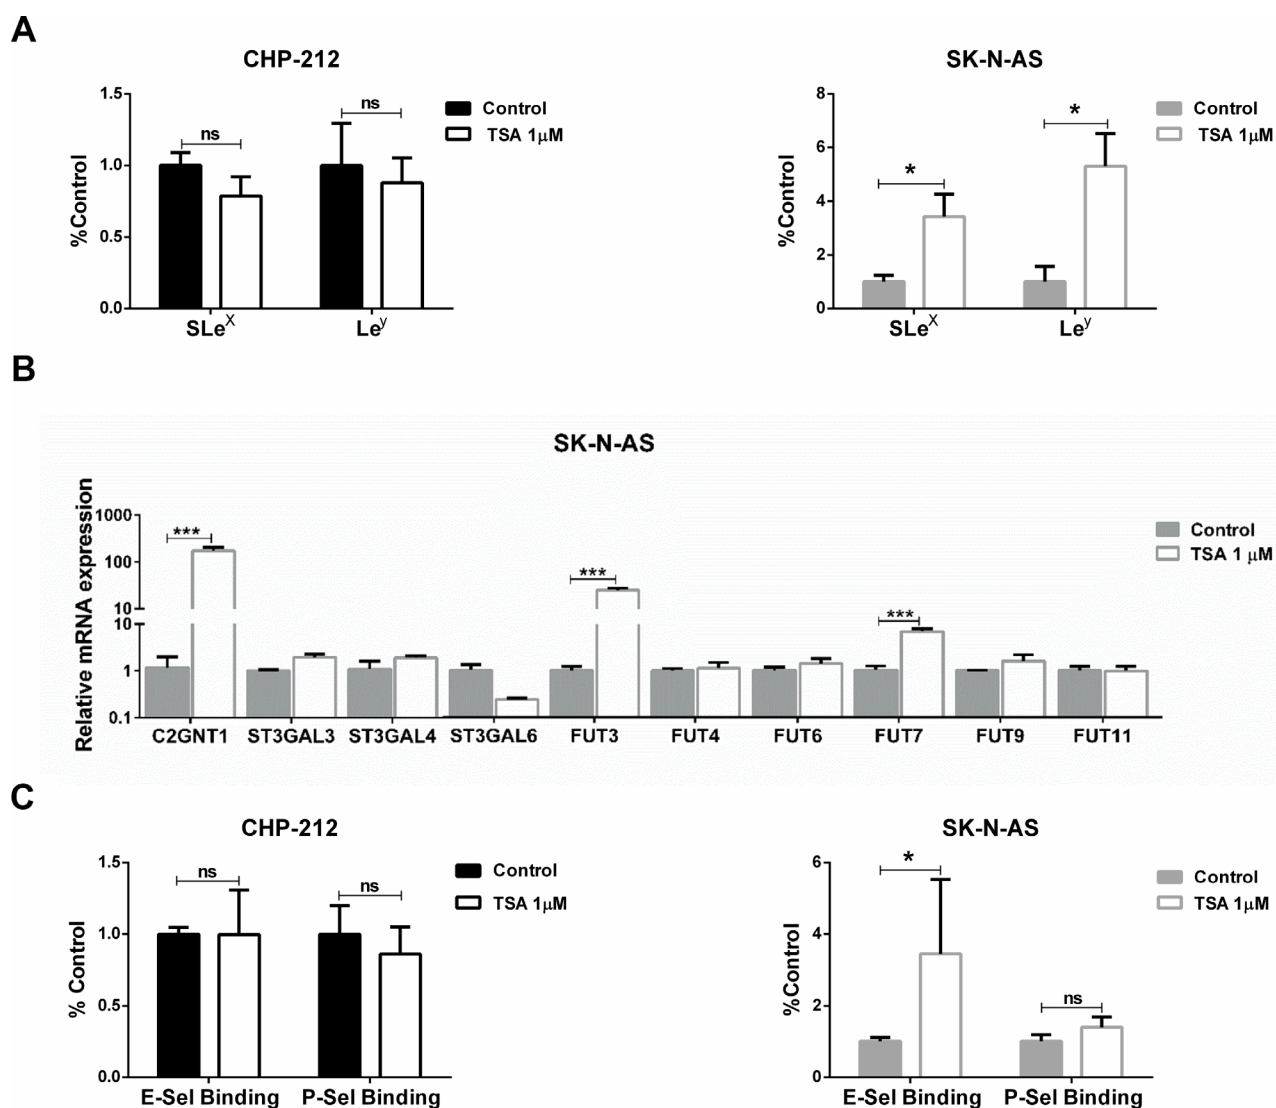 A
CHP-212
1.5
1.0
0.5
0.0
%Control
ns
ns
Control
TSA 1μM
SLeX
Ley
SK-N-AS
8
6
4
2
0
%Control
*
*
Control
TSA 1μM
SLeX
Ley
B
SK-N-AS
Relative mRNA expression
1000
100
10
10
1
0.1
***
***
***
Control
TSA 1 μM
C2GNT1 ST3GAL3 ST3GAL4 ST3GAL6 FUT3 FUT4 FUT6 FUT7 FUT9 FUT11
C
CHP-212
1.5
1.0
0.5
0.0
% Control
ns
ns
Control
TSA 1μM
E-Sel Binding P-Sel Binding
SK-N-AS
6
4
2
0
%Control
*
ns
Control
TSA 1μM
E-Sel Binding P-Sel Binding